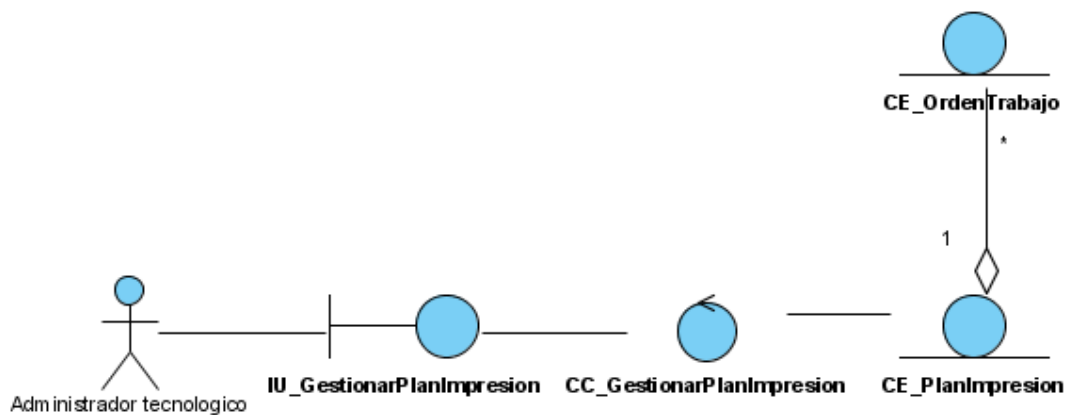 CE_OrdenTrabajo
*
1
Administrador tecnologico
IU_GestionarPlanImpresion
CC_GestionarPlanImpresion
CE_PlanImpresion